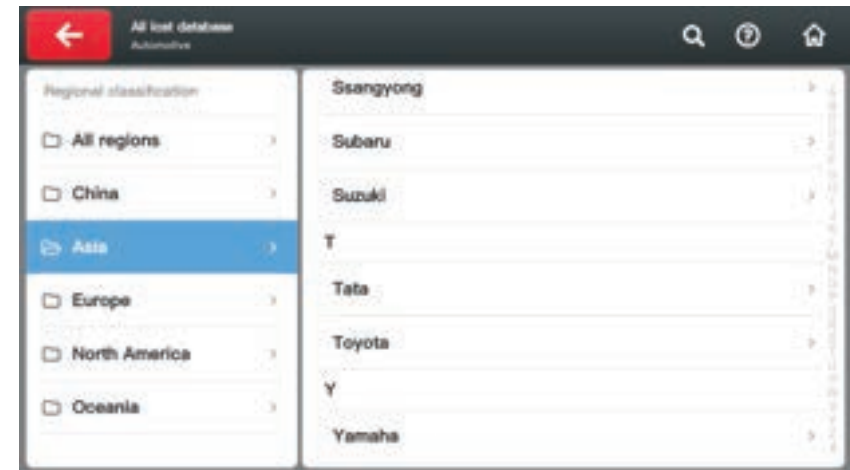 All lost database
Automotive
Regional classification
All regions
China
Asia
Europe
North America
Oceania
Ssangyong
Subaru
Suzuki
T
Tata
Toyota
Y
Yamaha